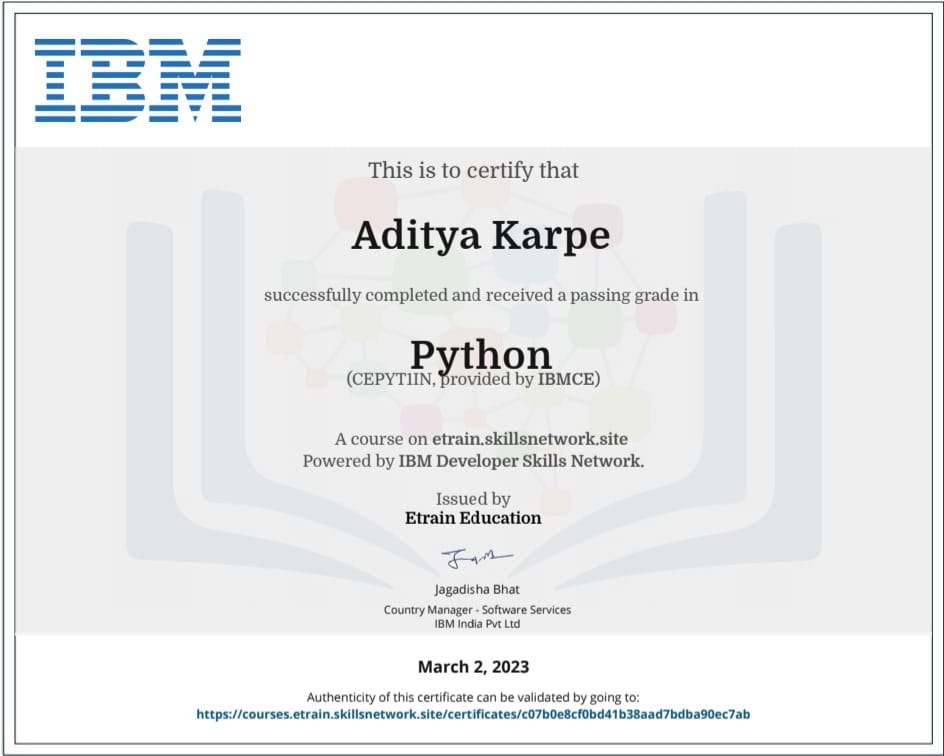 IBM
This is to certify that
Aditya Karpe
successfully completed and received a passing grade in
Python
(CEPYT1IN, provided by IBMCE)
A course on etrain.skillsnetwork.site
Powered by IBM Developer Skills Network.
Issued by
Etrain Education
Jagadisha Bhat
Country Manager - Software Services
IBM India Pvt Ltd
March 2, 2023
Authenticity of this certificate can be validated by going to:
https://courses.etrain.skillsnetwork.site/certificates/c07b0e8cf0bd41b38aad7bdba90ec7ab